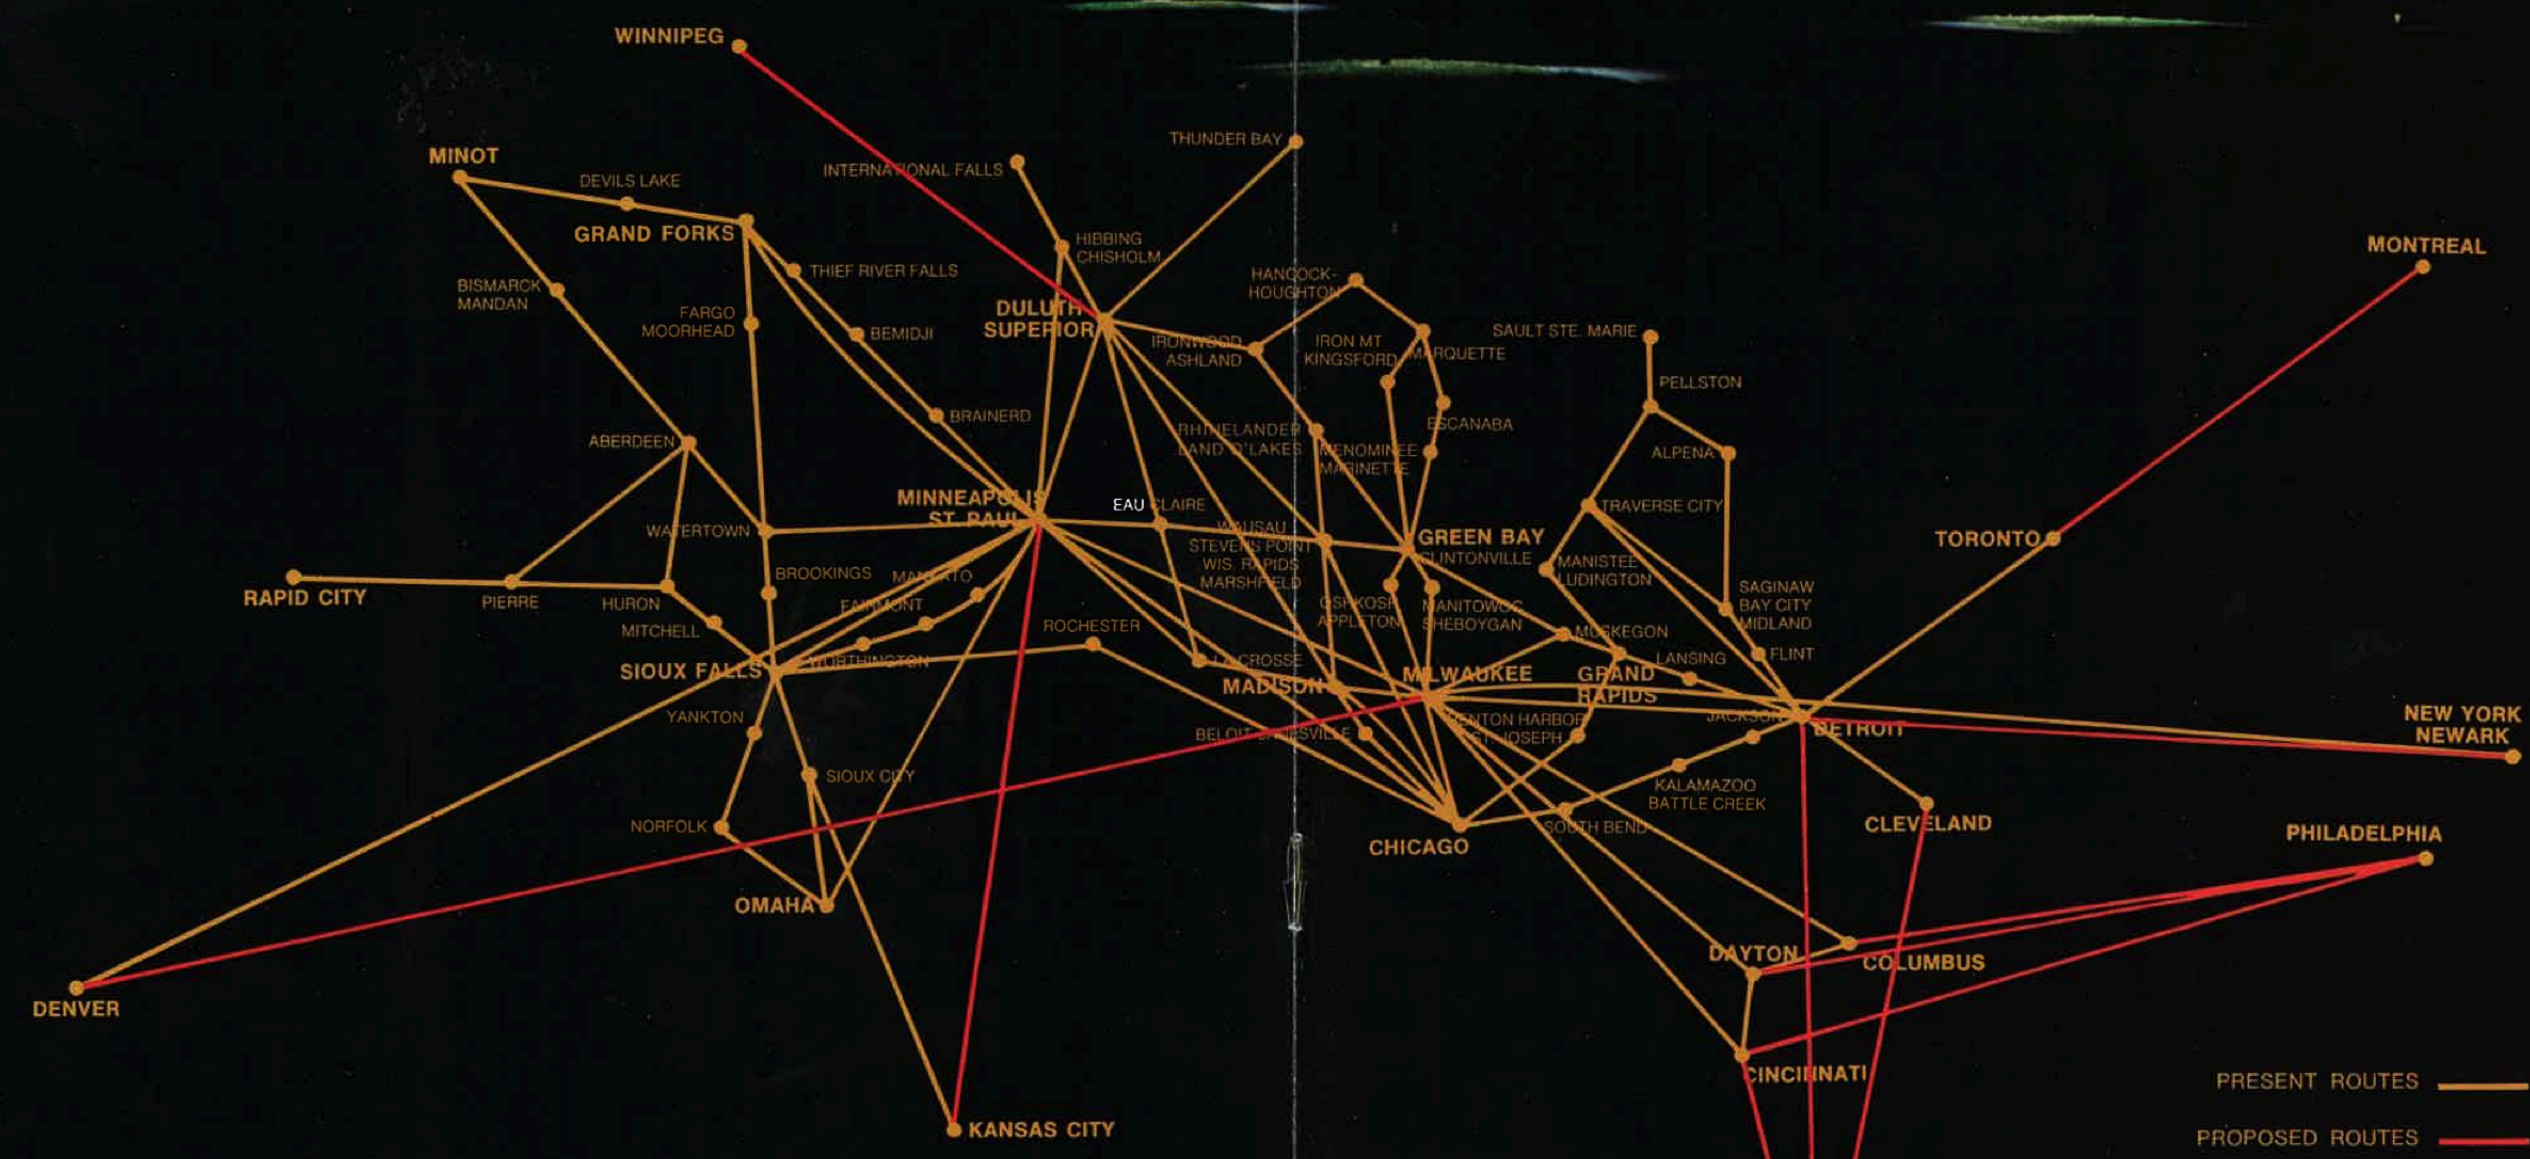 WINNIPEG
THUNDER BAY
MINOT
INTERNATIONAL FALLS
DEVILS LAKE
GRAND FORKS
HIBBING
CHISHOLM
MONTREAL
THIEF RIVER FALLS
HANCOCK-
HOUGHTON
BISMARCK
MANDAN
DULUTH
SUPERIOR
FARGO
MOORHEAD
BEMIDJI
IRONWOOD
ASHLAND
IRON MT
KINGSFORD
MARQUETTE
SAULT STE. MARIE
PELLSTON
BRAINERD
ESCANABA
RHINELANDER
LAND O'LAKES
MENOMINEE
MARINETTE
ABERDEEN
ALPENA
MINNEAPOLIS
ST. PAUL
EAU CLAIRE
TRAVERSE CITY
WATERTOWN
WAUSAU
STEVENS POINT
WIS. RAPIDS
MARSHFIELD
GREEN BAY
CLINTONVILLE
TORONTO
MANISTEE
LUDINGTON
BROOKINGS
MANKATO
RAPID CITY
PIERRE
HURON
FAIRMONT
OSHKOSH
APPLETON
MANITOWOC
SHEBOYGAN
SAGINAW
BAY CITY
MIDLAND
MITCHELL
ROCHESTER
MUSKEGON
WORTHINGTON
LA CROSSE
LANSING
FLINT
SIOUX FALLS
MADISON
MILWAUKEE
GRAND
RAPIDS
YANKTON
BELOIT JANESVILLE
BENTON HARBOR
ST. JOSEPH
JACKSON
DETROIT
NEW YORK
NEWARK
SIOUX CITY
KALAMAZOO
BATTLE CREEK
NORFOLK
CHICAGO
SOUTH BEND
CLEVELAND
PHILADELPHIA
OMAHA
DAYTON
COLUMBUS
DENVER
CINCINNATI
KANSAS CITY
PRESENT ROUTES
PROPOSED ROUTES